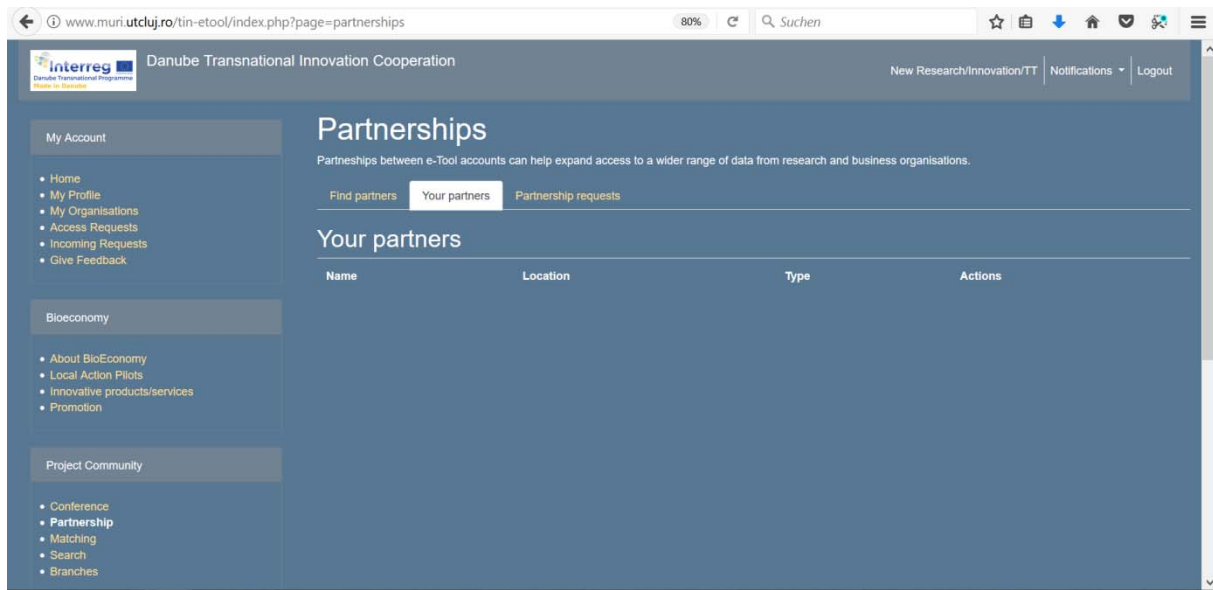 www.muri.utcluj.ro/tin-etool/index.php?page=partnerships
80%
Suchen
Interreg
Danube Transnational Programme
Made in Danube
Danube Transnational Innovation Cooperation
New Research/Innovation/TT
Notifications
Logout
My Account
Home
My Profile
My Organisations
Access Requests
Incoming Requests
Give Feedback
Bioeconomy
About BioEconomy
Local Action Pilots
Innovative products/services
Promotion
Project Community
Conference
Partnership
Matching
Search
Branches
Partnerships
Partneships between e-Tool accounts can help expand access to a wider range of data from research and business organisations.
Find partners
Your partners
Partnership requests
Your partners
Name Location Type Actions